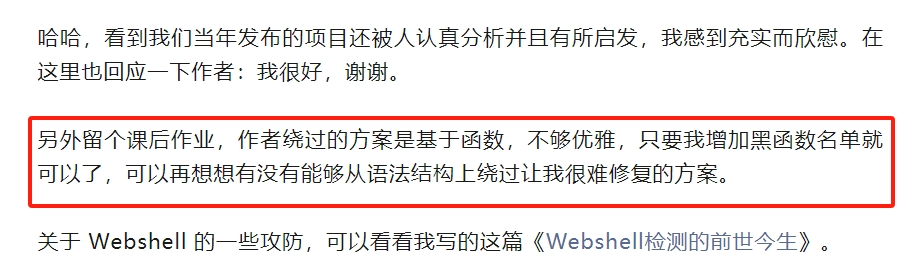 哈哈，看到我们当年发布的项目还被人认真分析并且有所启发，我感到充实而欣慰。在
这里也回应一下作者：我很好，谢谢。
另外留个课后作业，作者绕过的方案是基于函数，不够优雅，只要我增加黑函数名单就
可以了，可以再想想有没有能够从语法结构上绕过让我很难修复的方案。
关于 Webshell 的一些攻防，可以看看我写的这篇《Webshell检测的前世今生》。